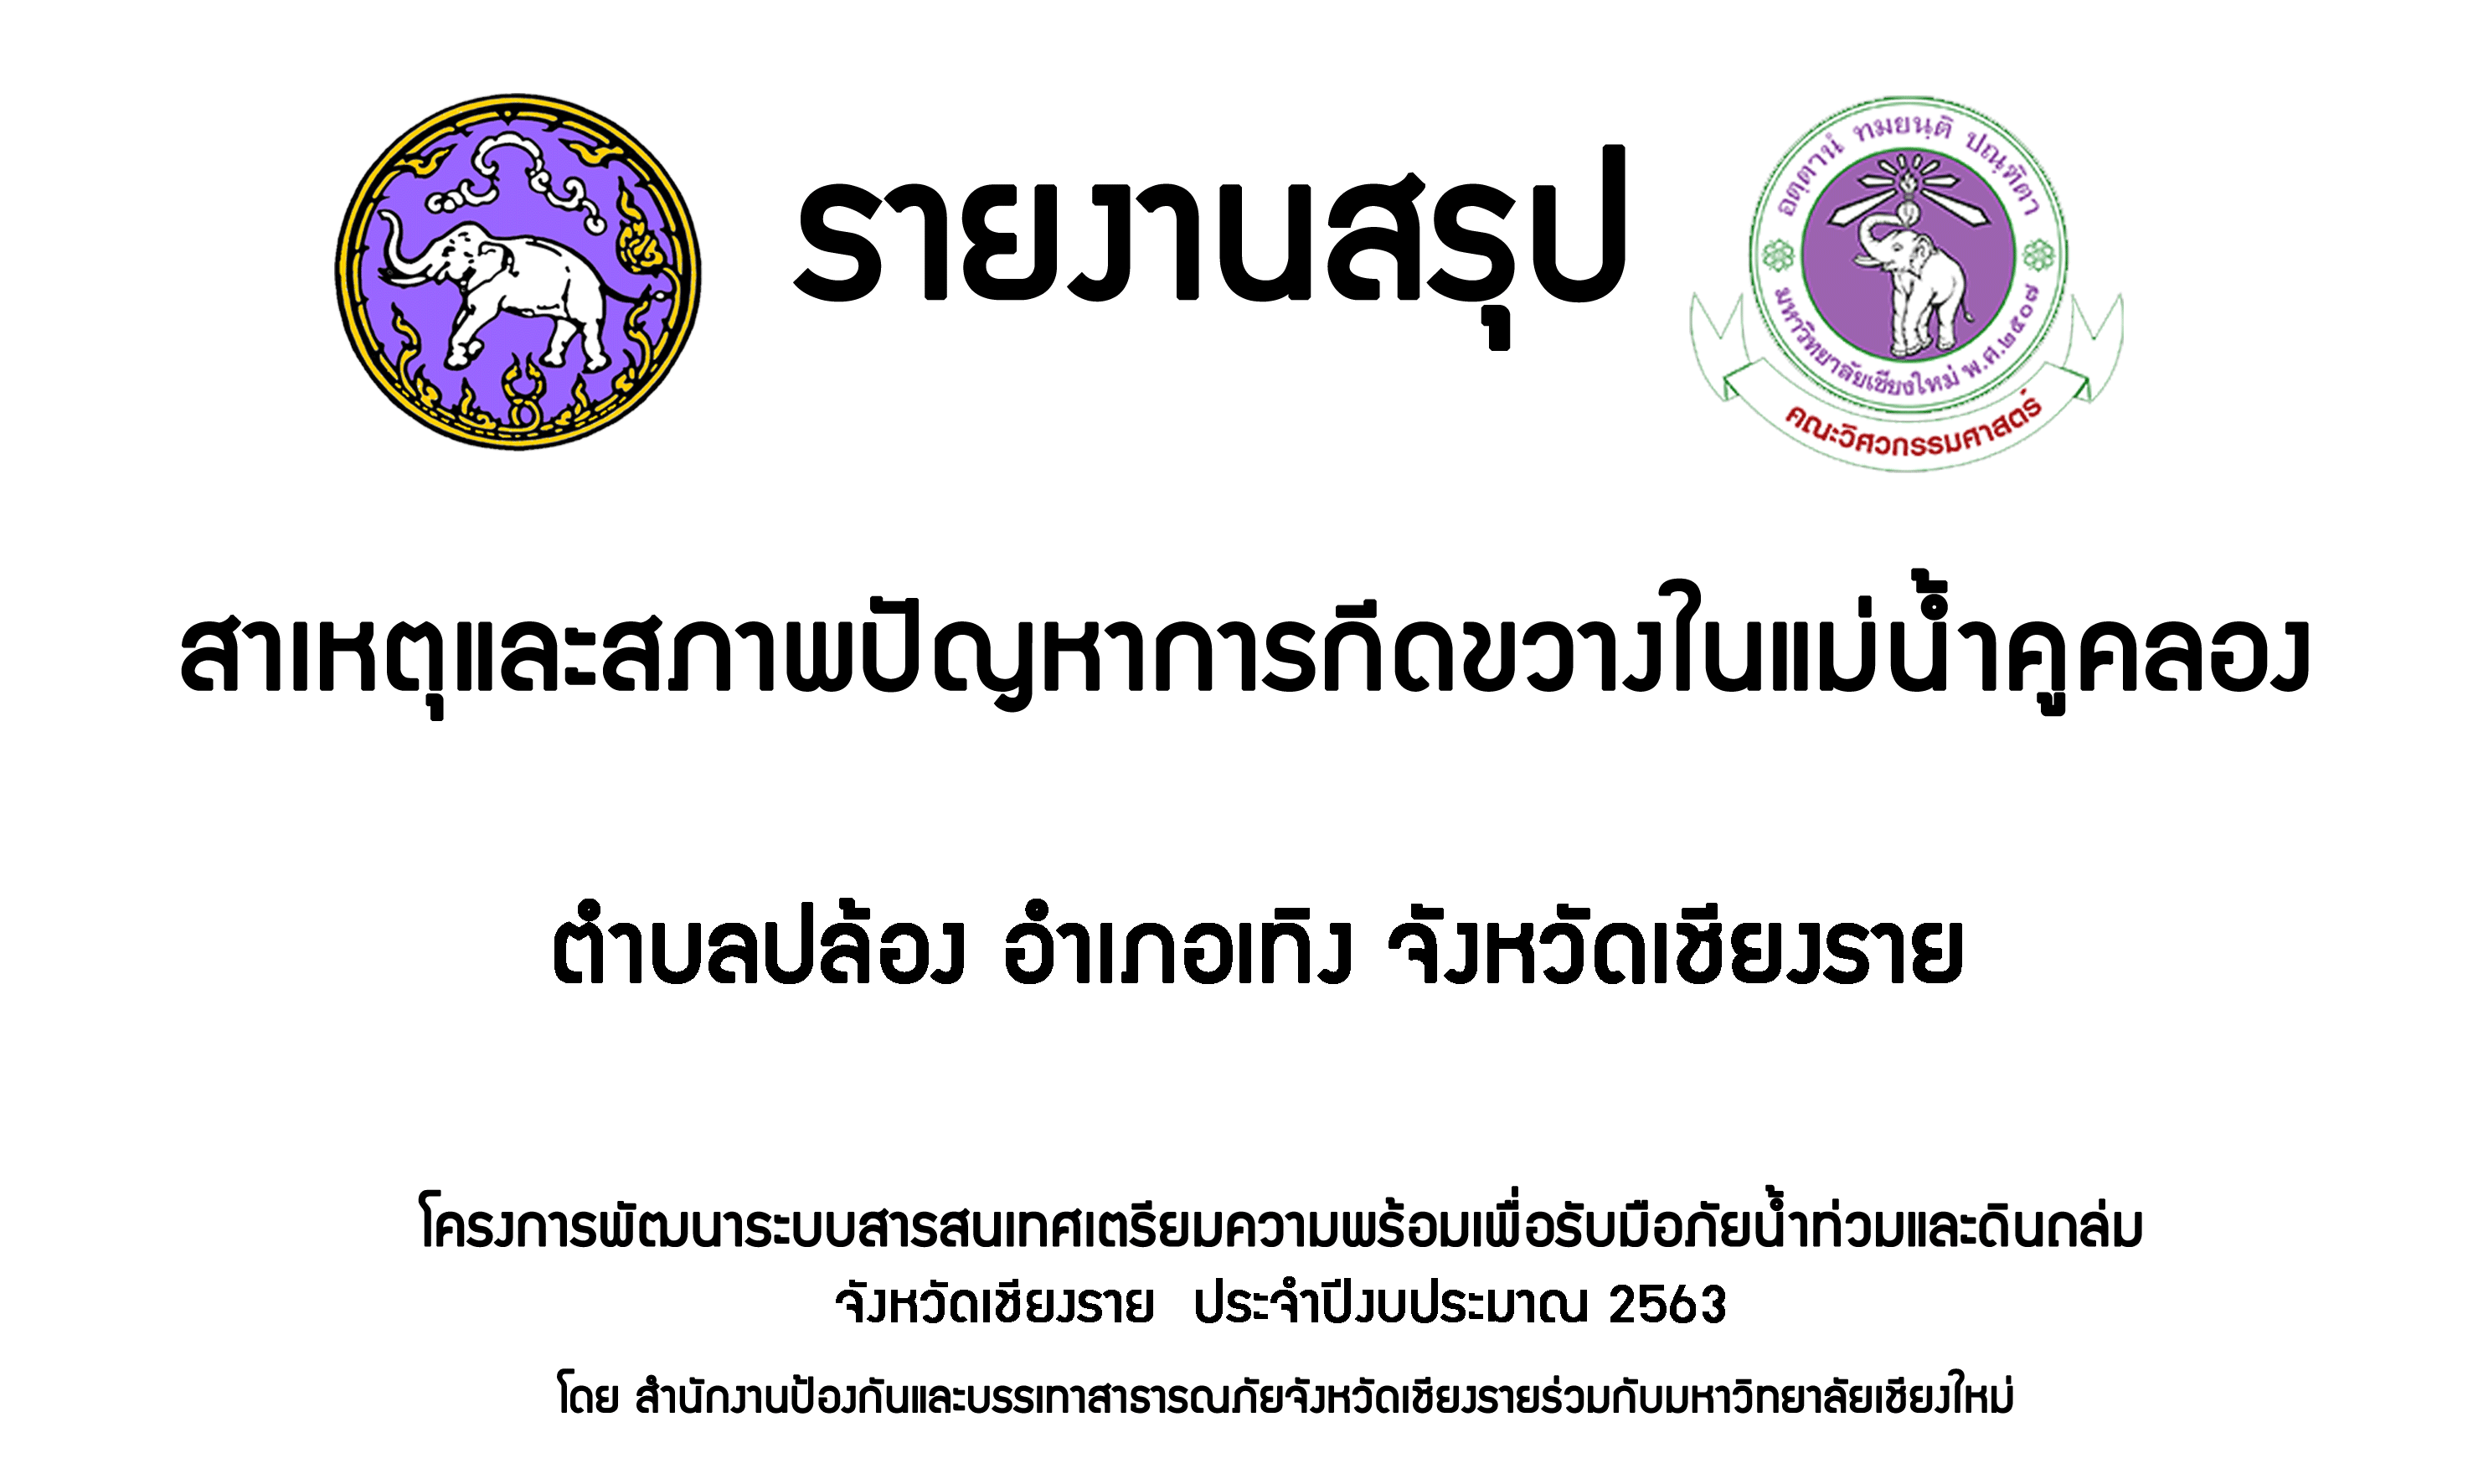 รายงานสรุป
อตฺตานํ ทมยนฺติ ปณฺฑิตา
มหาวิทยาลัยเชียงใหม่ พ.ศ.๒๕๐๗
คณะวิศวกรรมศาสตร์
สาเหตุและสภาพปัญหาการกีดขวางในแม่น้ำคูคลอง
ตำบลปล้อง อำเภอเทิง จังหวัดเชียงราย
โครงการพัฒนาระบบสารสนเทศเตรียมความพร้อมเพื่อรับมือภัยน้ำท่วมและดินถล่ม
จังหวัดเชียงราย ประจำปีงบประมาณ 2563
โดย สำนักงานป้องกันและบรรเทาสาธารณภัยจังหวัดเชียงรายร่วมกับมหาวิทยาลัยเชียงใหม่